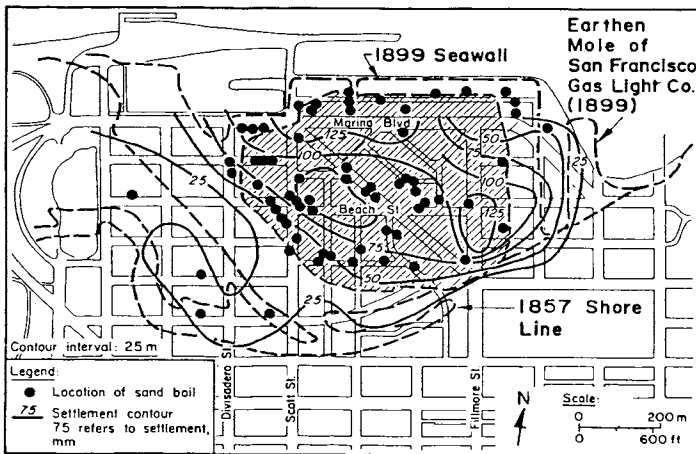 Earthen
Mole of
San Francisco
Gas Light Co.
(1899)
1899 Seawall
Marina Blvd
125
100
50
75
25
100
25
125
Beach St
75
50
25
25
1857 Shore
Line
Contour interval: 25 m
Legend:
Location of sand boil
75 Settlement contour
75 refers to settlement,
mm
Divisadero St.
Scott St.
Fillmore St.
N
Scale:
0 200 m
0 600 ft